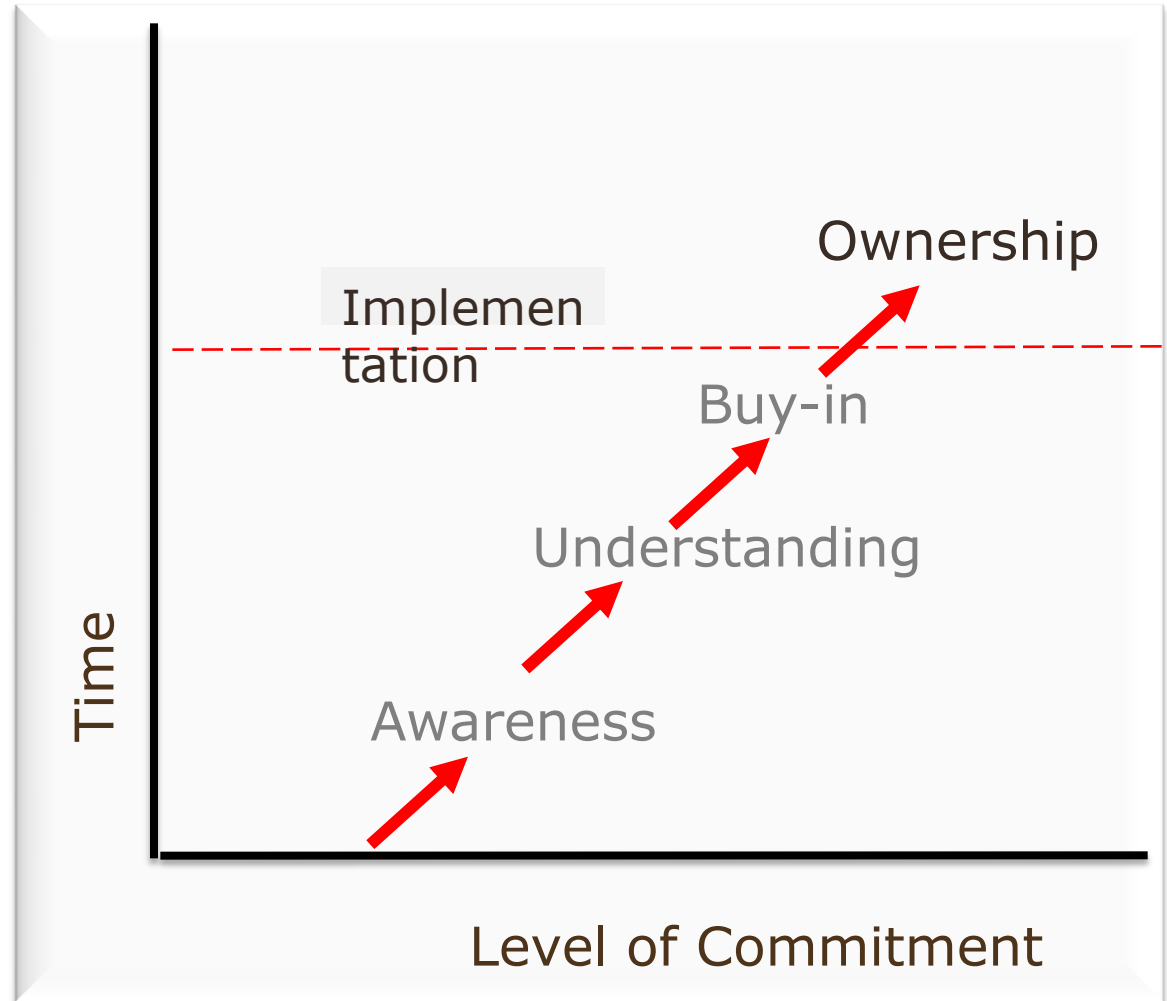 Ownership
Implemen
tation
Buy-in
Understanding
Time
Awareness
Level of Commitment